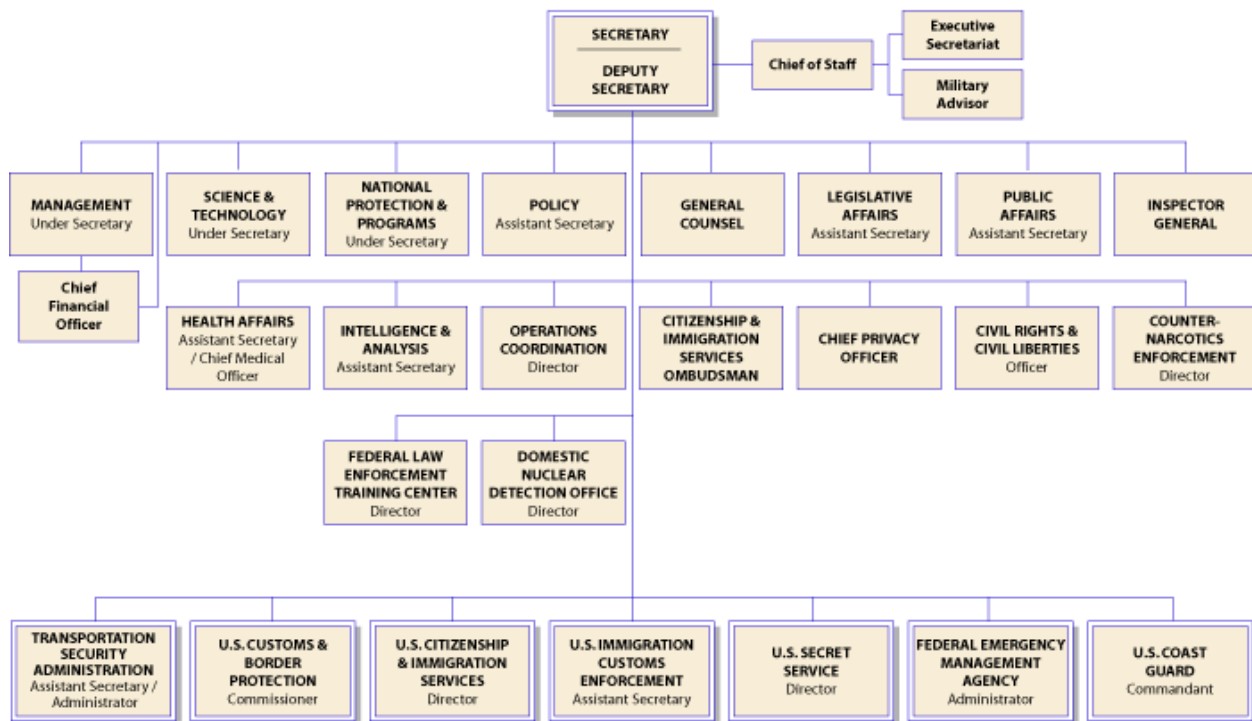 SECRETARY
DEPUTY
SECRETARY
Chief of Staff
Executive
Secretariat
Military
Advisor
MANAGEMENT
Under Secretary
SCIENCE &
TECHNOLOGY
Under Secretary
NATIONAL
PROTECTION &
PROGRAMS
Under Secretary
POLICY
Assistant Secretary
GENERAL
COUNSEL
LEGISLATIVE
AFFAIRS
Assistant Secretary
PUBLIC
AFFAIRS
Assistant Secretary
INSPECTOR
GENERAL
Chief
Financial
Officer
HEALTH AFFAIRS
Assistant Secretary
/ Chief Medical
Officer
INTELLIGENCE &
ANALYSIS
Assistant Secretary
OPERATIONS
COORDINATION
Director
CITIZENSHIP &
IMMIGRATION
SERVICES
OMBUDSMAN
CHIEF PRIVACY
OFFICER
CIVIL RIGHTS &
CIVIL LIBERTIES
Officer
COUNTER-
NARCOTICS
ENFORCEMENT
Director
FEDERAL LAW
ENFORCEMENT
TRAINING CENTER
Director
DOMESTIC
NUCLEAR
DETECTION OFFICE
Director
TRANSPORTATION
SECURITY
ADMINISTRATION
Assistant Secretary /
Administrator
U.S. CUSTOMS &
BORDER
PROTECTION
Commissioner
U.S. CITIZENSHIP
& IMMIGRATION
SERVICES
Director
U.S. IMMIGRATION
CUSTOMS
ENFORCEMENT
Assistant Secretary
U.S. SECRET
SERVICE
Director
FEDERAL EMERGENCY
MANAGEMENT
AGENCY
Administrator
U.S. COAST
GUARD
Commandant